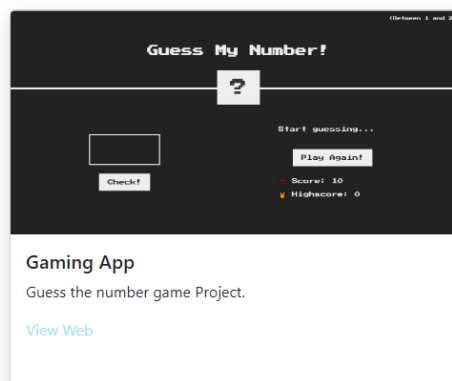 (Between 1 and 2
Guess My Number!
?
Start guessing...
Play Again!
Check!
Score: 10
Highscore: 0
Gaming App
Guess the number game Project.
View Web